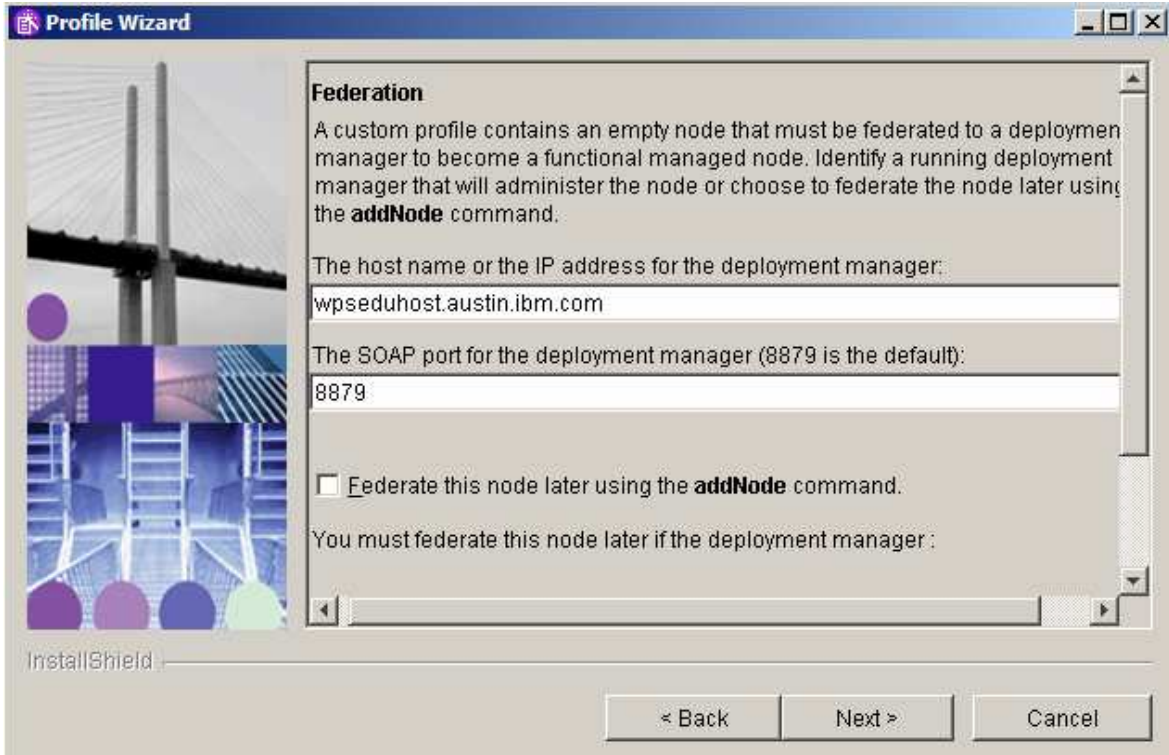 Profile Wizard
Federation
A custom profile contains an empty node that must be federated to a deploymen
manager to become a functional managed node. Identify a running deployment
manager that will administer the node or choose to federate the node later using
the addNode command.
The host name or the IP address for the deployment manager:
wpseduhost.austin.ibm.com
The SOAP port for the deployment manager (8879 is the default):
8879
Federate this node later using the addNode command.
You must federate this node later if the deployment manager :
InstallShield
< Back Next > Cancel